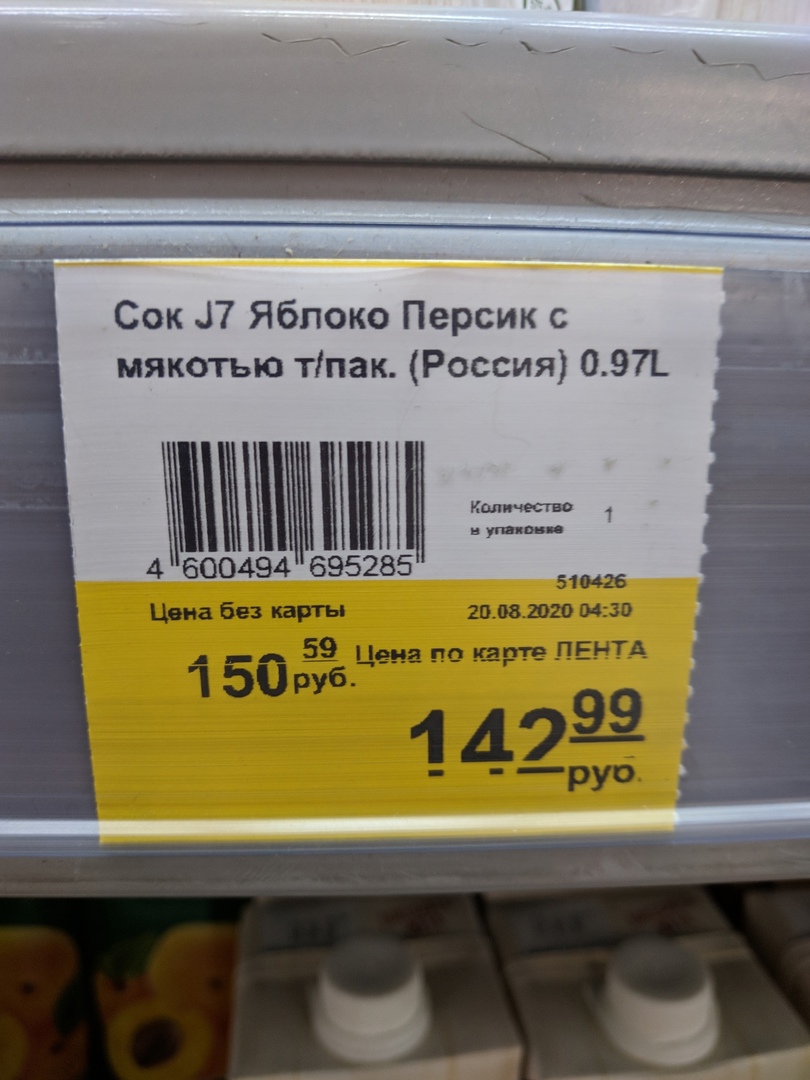 Сок J7 Яблоко Персик с
мякотью т/пак. (Россия) 0.97L
Количество
в упаковке
1
4 600494 695285
510426
Цена без карты
20.08.2020 04:30
150 59 руб.
Цена по карте ЛЕНТА
142 99
руб.